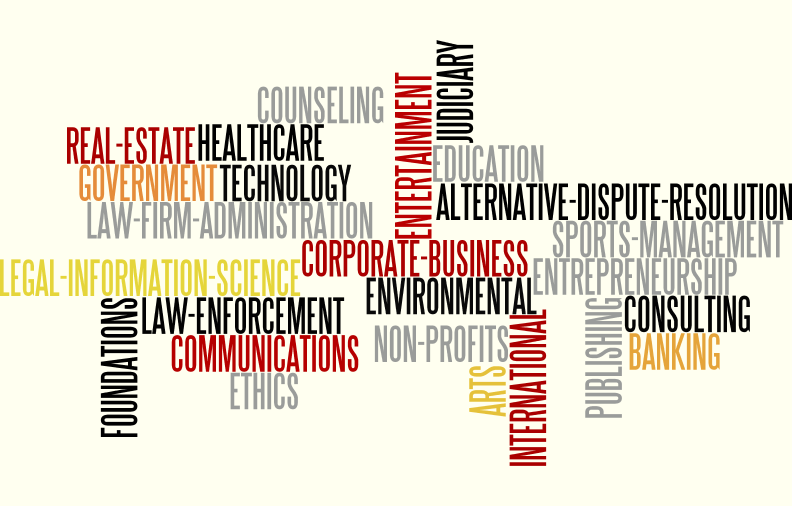 JUDICIARY
ENTERTAINMENT
COUNSELING
REAL-ESTATE
HEALTHCARE
EDUCATION
GOVERNMENT
TECHNOLOGY
ALTERNATIVE-DISPUTE-RESOLUTION
LAW-FIRM-ADMINISTRATION
SPORTS-MANAGEMENT
CORPORATE-BUSINESS
LEGAL-INFORMATION-SCIENCE
ENTREPRENEURSHIP
ENVIRONMENTAL
FOUNDATIONS
LAW-ENFORCEMENT
PUBLISHING
CONSULTING
INTERNATIONAL
NON-PROFITS
COMMUNICATIONS
BANKING
ARTS
ETHICS